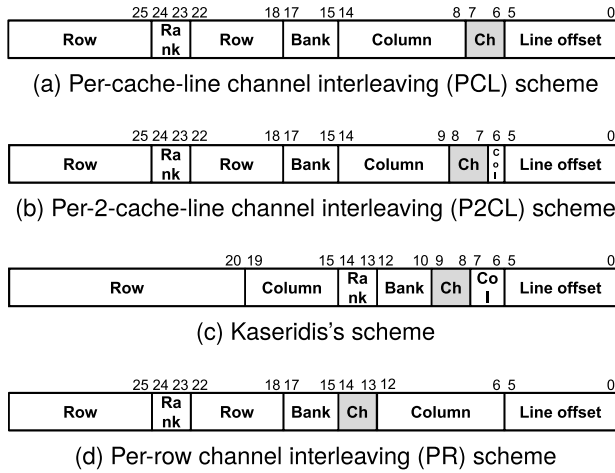 25 24 23 22 18 17 15 14 8 7 6 5 0
Row Ra nk Row Bank Column Ch Line offset
(a) Per-cache-line channel interleaving (PCL) scheme
25 24 23 22 18 17 15 14 9 8 7 6 5 0
Row Ra nk Row Bank Column Ch C o l Line offset
(b) Per-2-cache-line channel interleaving (P2CL) scheme
20 19 15 14 13 12 10 9 8 7 6 5 0
Row Column Ra nk Bank Ch Co l Line offset
(c) Kaseridis's scheme
25 24 23 22 18 17 15 14 13 12 6 5 0
Row Ra nk Row Bank Ch Column Line offset
(d) Per-row channel interleaving (PR) scheme